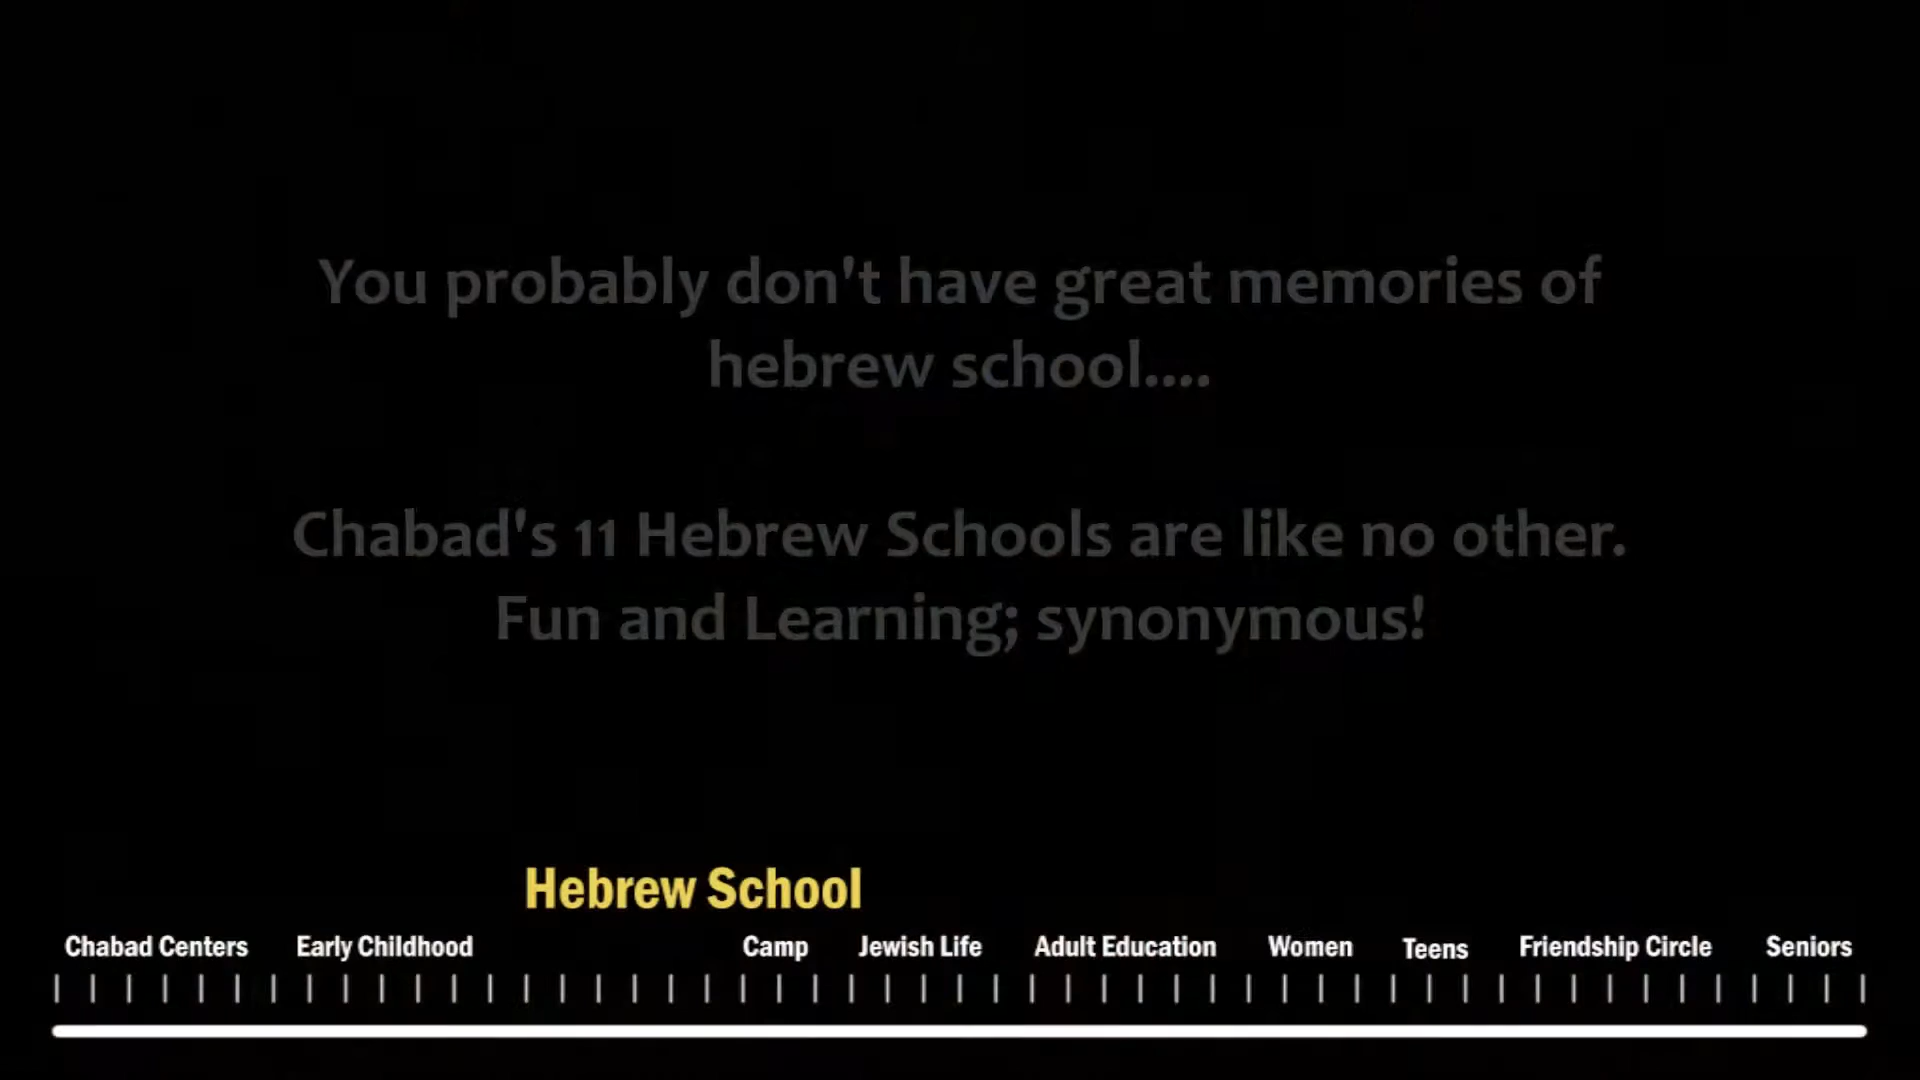 You probably don't have great memories of
hebrew school....
Chabad's 11 Hebrew Schools are like no other.
Fun and Learning; synonymous!
Hebrew School
Chabad Centers Early Childhood Camp Jewish Life Adult Education Women Teens Friendship Circle Seniors